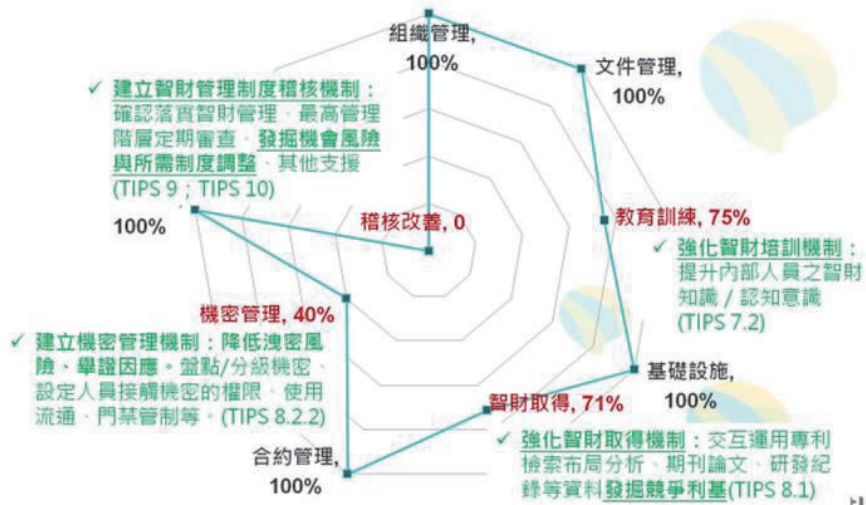 組織管理,
100%
文件管理,
100%
✓ 建立智財管理制度稽核機制：
確認落實智財管理、最高管理
階層定期審查、發掘機會風險
與所需制度調整、其他支援
(TIPS 9；TIPS 10)
100%
稽核改善, 0
教育訓練, 75%
✓ 強化智財培訓機制：
提升內部人員之智財
知識／認知意識
(TIPS 7.2)
機密管理, 40%
✓ 建立機密管理機制：降低洩密風
險、舉證因應。盤點/分級機密、
設定人員接觸機密的權限、使用
流通、門禁管制等。(TIPS 8.2.2)
基礎設施,
100%
智財取得, 71%
✓ 強化智財取得機制：交互運用專利
檢索布局分析、期刊論文、研發紀
錄等資料發掘競爭利基(TIPS 8.1)
合約管理,
100%